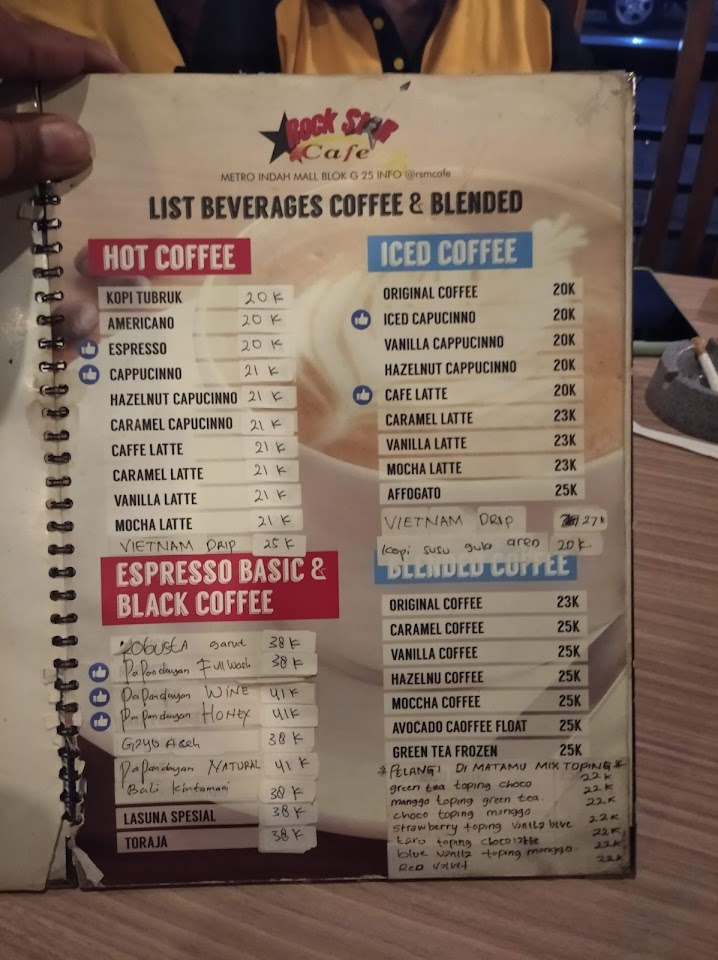 Rock Star
Cafe
METRO INDAH MALL BLOK G 25 INFO @rsmcafe
LIST BEVERAGES COFFEE & BLENDED
HOT COFFEE
KOPI TUBRUK 20 K
AMERICANO 20 K
ESPRESSO 20 K
CAPPUCINNO 21 K
HAZELNUT CAPUCINNO 21 K
CARAMEL CAPUCINNO 21 K
CAFFE LATTE 21 K
CARAMEL LATTE 21 K
VANILLA LATTE 21 K
MOCHA LATTE 21 K
VIETNAM DRIP 25 K
ESPRESSO BASIC &
BLACK COFFEE
Robusta garut 38 K
Papandayan Full Wash 38 K
Papandayan WINE 41 K
Papandayan HONEY 41 K
GAYO Aceh 38 K
Papandayan NATURAL 41 K
Bali Kintamani 38 K
LASUNA SPESIAL 38 K
TORAJA 38 K
ICED COFFEE
ORIGINAL COFFEE 20K
ICED CAPUCINNO 20K
VANILLA CAPPUCINNO 20K
HAZELNUT CAPPUCINNO 20K
CAFE LATTE 20K
CARAMEL LATTE 23K
VANILLA LATTE 23K
MOCHA LATTE 23K
AFFOGATO 25K
VIETNAM DRIP 27K
kopi susu gula aren 20K.
BLENDED COFFEE
ORIGINAL COFFEE 23K
CARAMEL COFFEE 25K
VANILLA COFFEE 25K
HAZELNU COFFEE 25K
MOCCHA COFFEE 25K
AVOCADO CAOFFEE FLOAT 25K
GREEN TEA FROZEN 25K
*PELANGI DI MATAMU MIX TOPING*
green tea toping choco 22K
manggo toping green tea. 22K
choco toping manggo 22K
strawberry toping vanila blue 22K
taro toping chocolatte 22K
blue vanila toping manggo. 22K
Red Valvet 22K